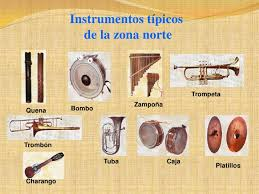 Instrumentos típicos
de la zona norte
Quena
Bombo
Zampoña
Trompeta
Trombón
Charango
Tuba
Caja
Platillos